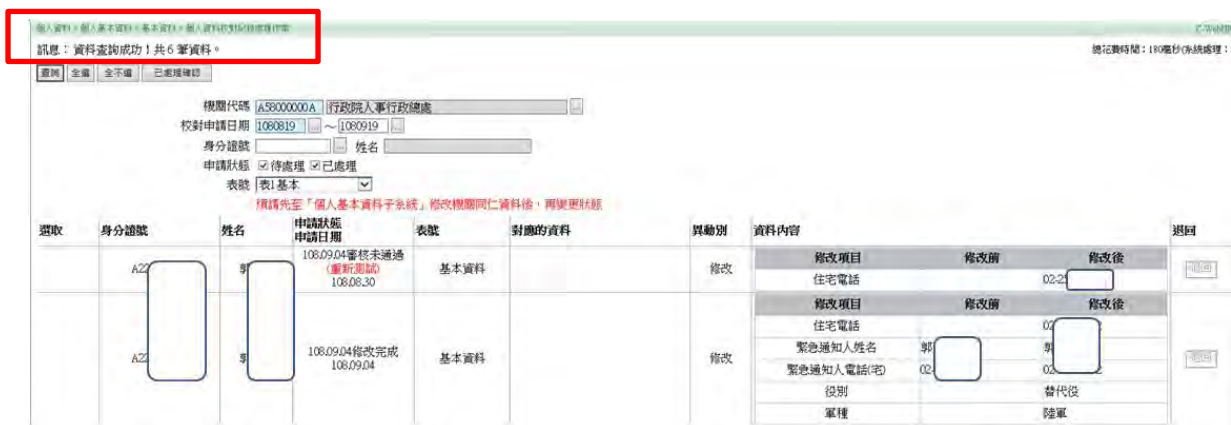 個人資料>個人基本資料>基本資料>個人資料校對記錄處理作業
訊息：資料查詢成功！共6筆資料。
總花費時間：180毫秒(系統處理：
查詢 全選 全不選 已處理確認
機關代碼 A58000000A 行政院人事行政總處 ...
校對申請日期 1080819 ... ～ 1080919 ...
身分證號 ... 姓名
申請狀態 待處理 已處理
表號 表1基本
煩請先至「個人基本資料子系統」修改機關同仁資料後，再變更狀態
選取 身分證號 姓名 申請狀態 申請日期 表號 對應的資料 異動別 資料內容 退回
A22 郭 108.09.04審核未通過 (重新測試) 108.08.30 基本資料 修改 退回
修改項目 修改前 修改後
住宅電話 02-25
A22 郭 108.09.04修改完成 108.09.04 基本資料 修改 退回
修改項目 修改前 修改後
住宅電話 02
緊急通知人姓名 郭 郭
緊急通知人電話(宅) 02- 02
役別 替代役
軍種 陸軍